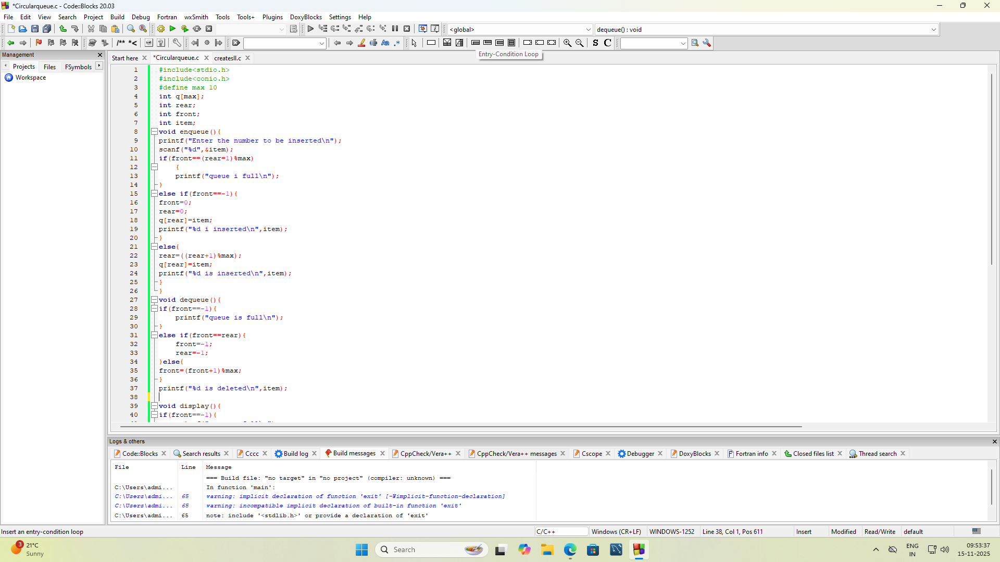 *Circularqueue.c - Code::Blocks 20.03
File Edit View Search Project Build Debug Fortran wxSmith Tools Tools+ Plugins DoxyBlocks Settings Help
<global> dequeue() : void
/** *< Aa .* S C
Management
Entry-Condition Loop
Projects Files FSymbols
Start here *Circularqueue.c createsll.c
Workspace
1 #include<stdio.h>
2 #include<conio.h>
3 #define max 10
4 int q[max];
5 int rear;
6 int front;
7 int item;
8 void enqueue(){
9 printf("Enter the number to be inserted\n");
10 scanf("%d",&item);
11 if(front==(rear=1)%max)
12 {
13 printf("queue i full\n");
14 }
15 else if(front==-1){
16 front=0;
17 rear=0;
18 q[rear]=item;
19 printf("%d i inserted\n",item);
20 }
21 else{
22 rear=((rear+1)%max);
23 q[rear]=item;
24 printf("%d is inserted\n",item);
25 }
26 }
27 void dequeue(){
28 if(front==-1){
29 printf("queue is full\n");
30 }
31 else if(front==rear){
32 front=-1;
33 rear=-1;
34 }else{
35 front=(front+1)%max;
36 }
37 printf("%d is deleted\n",item);
38
39 void display(){
40 if(front==-1){
Logs & others
Code::Blocks Search results Cccc Build log Build messages CppCheck/Vera++ CppCheck/Vera++ messages Cscope Debugger DoxyBlocks Fortran info Closed files list Thread search
File Line Message
=== Build file: "no target" in "no project" (compiler: unknown) ===
C:\Users\admi... In function 'main':
C:\Users\admi... 65 warning: implicit declaration of function 'exit' [-Wimplicit-function-declaration]
C:\Users\admi... 65 warning: incompatible implicit declaration of built-in function 'exit'
C:\Users\admi... 65 note: include '<stdlib.h>' or provide a declaration of 'exit'
Insert an entry-condition loop C/C++ Windows (CR+LF) WINDOWS-1252 Line 38, Col 1, Pos 611 Insert Modified Read/Write default
3 21°C
Sunny
Search
ENG
IN
09:53:37
15-11-2025